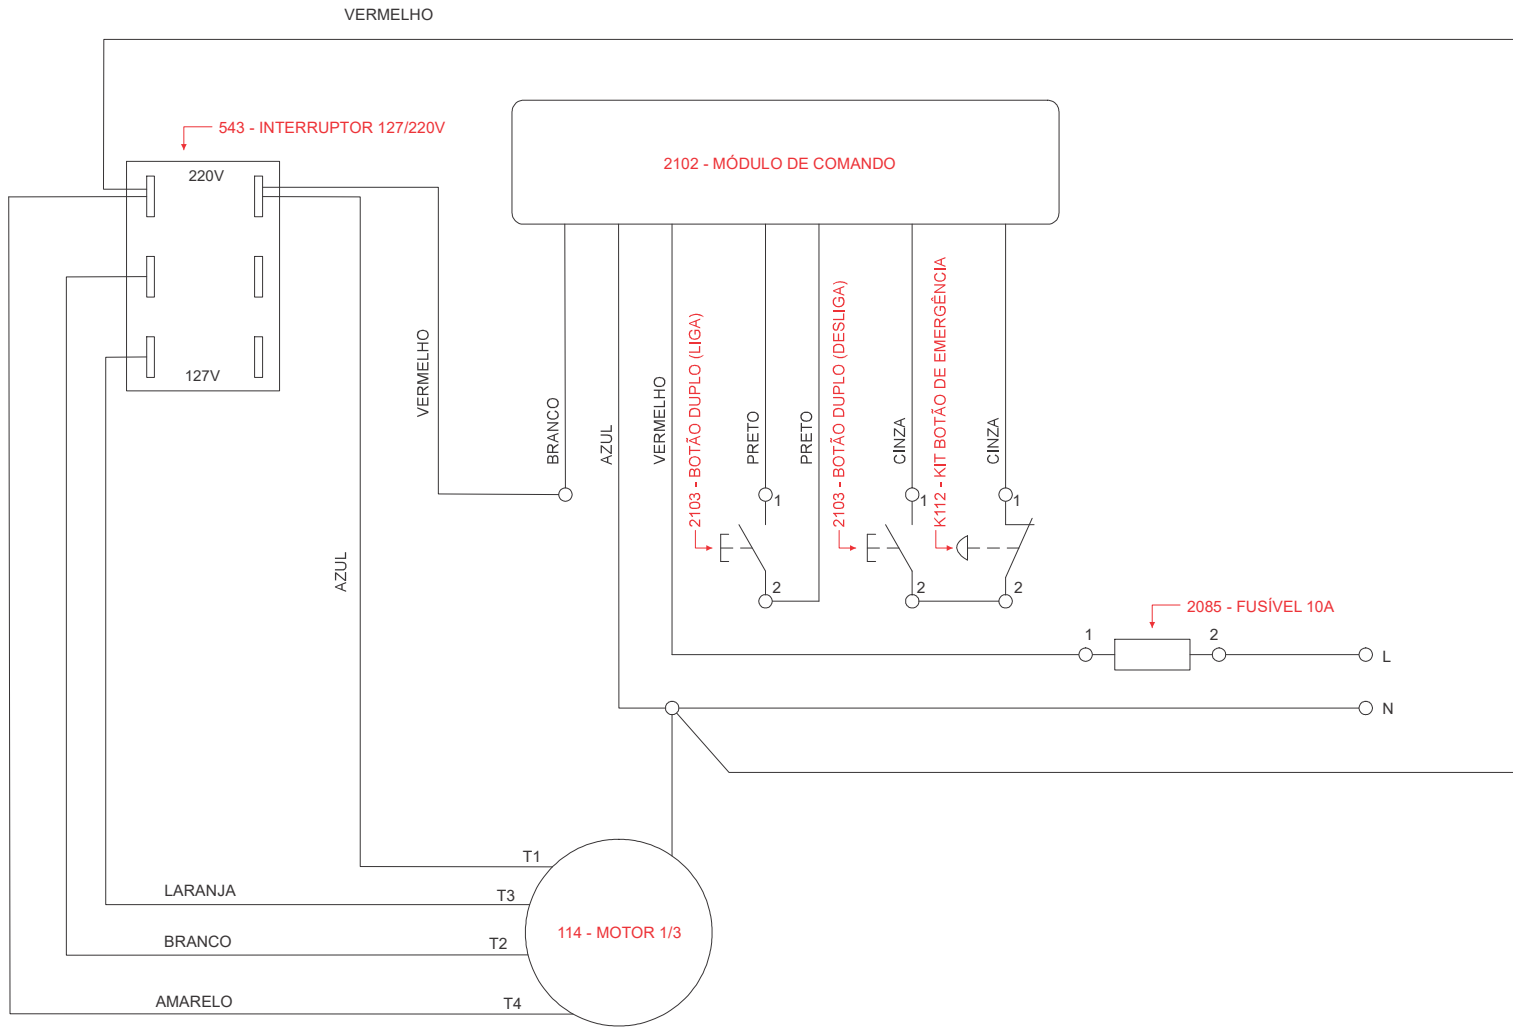 VERMELHO
543 - INTERRUPTOR 127/220V
220V
127V
2102 - MÓDULO DE COMANDO
VERMELHO
AZUL
BRANCO
AZUL
VERMELHO
2103 - BOTÃO DUPLO (LIGA)
PRETO
PRETO
2103 - BOTÃO DUPLO (DESLIGA)
CINZA
K112 - KIT BOTÃO DE EMERGÊNCIA
CINZA
1
1
1
2
2
2
2085 - FUSÍVEL 10A
1
2
L
N
T1
LARANJA
T3
114 - MOTOR 1/3
BRANCO
T2
AMARELO
T4